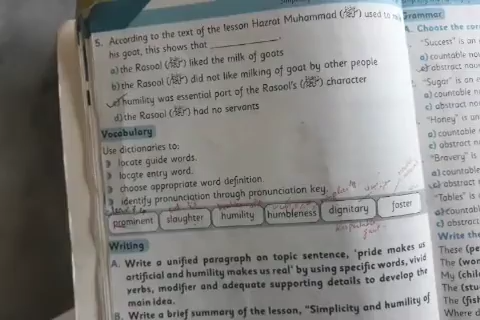 5. According to the text of the lesson Hazrat Muhammad (ﷺ) used to milk
his goat, this shows that ___________.
a) the Rasool (ﷺ) liked the milk of goats
b) the Rasool (ﷺ) did not like milking of goat by other people
c) humility was essential part of the Rasool's (ﷺ) character
d) the Rasool (ﷺ) had no servants
Vocabulary
Use dictionaries to:
locate guide words.
locate entry word.
choose appropriate word definition.
identify pronunciation through pronunciation key.
prominent slaughter humility humbleness dignitary foster
Writing
A. Write a unified paragraph on topic sentence, 'pride makes us
artificial and humility makes us real' by using specific words, vivid
verbs, modifier and adequate supporting details to develop the
main idea.
B. Write a brief summary of the lesson, "Simplicity and humility of
Grammar
A. Choose the corr
"Success" is an
a) countable nou
c) abstract nou
"Sugar" is an
a) countable n
c) abstract no
"Honey" is an
a) countable
c) abstract n
"Bravery" is
a) countable
c) abstract
"Tables" is
a) countabl
c) abstrac
Write the
These (pe
The (wor
My (chil
The (stu
The (fish
Where d